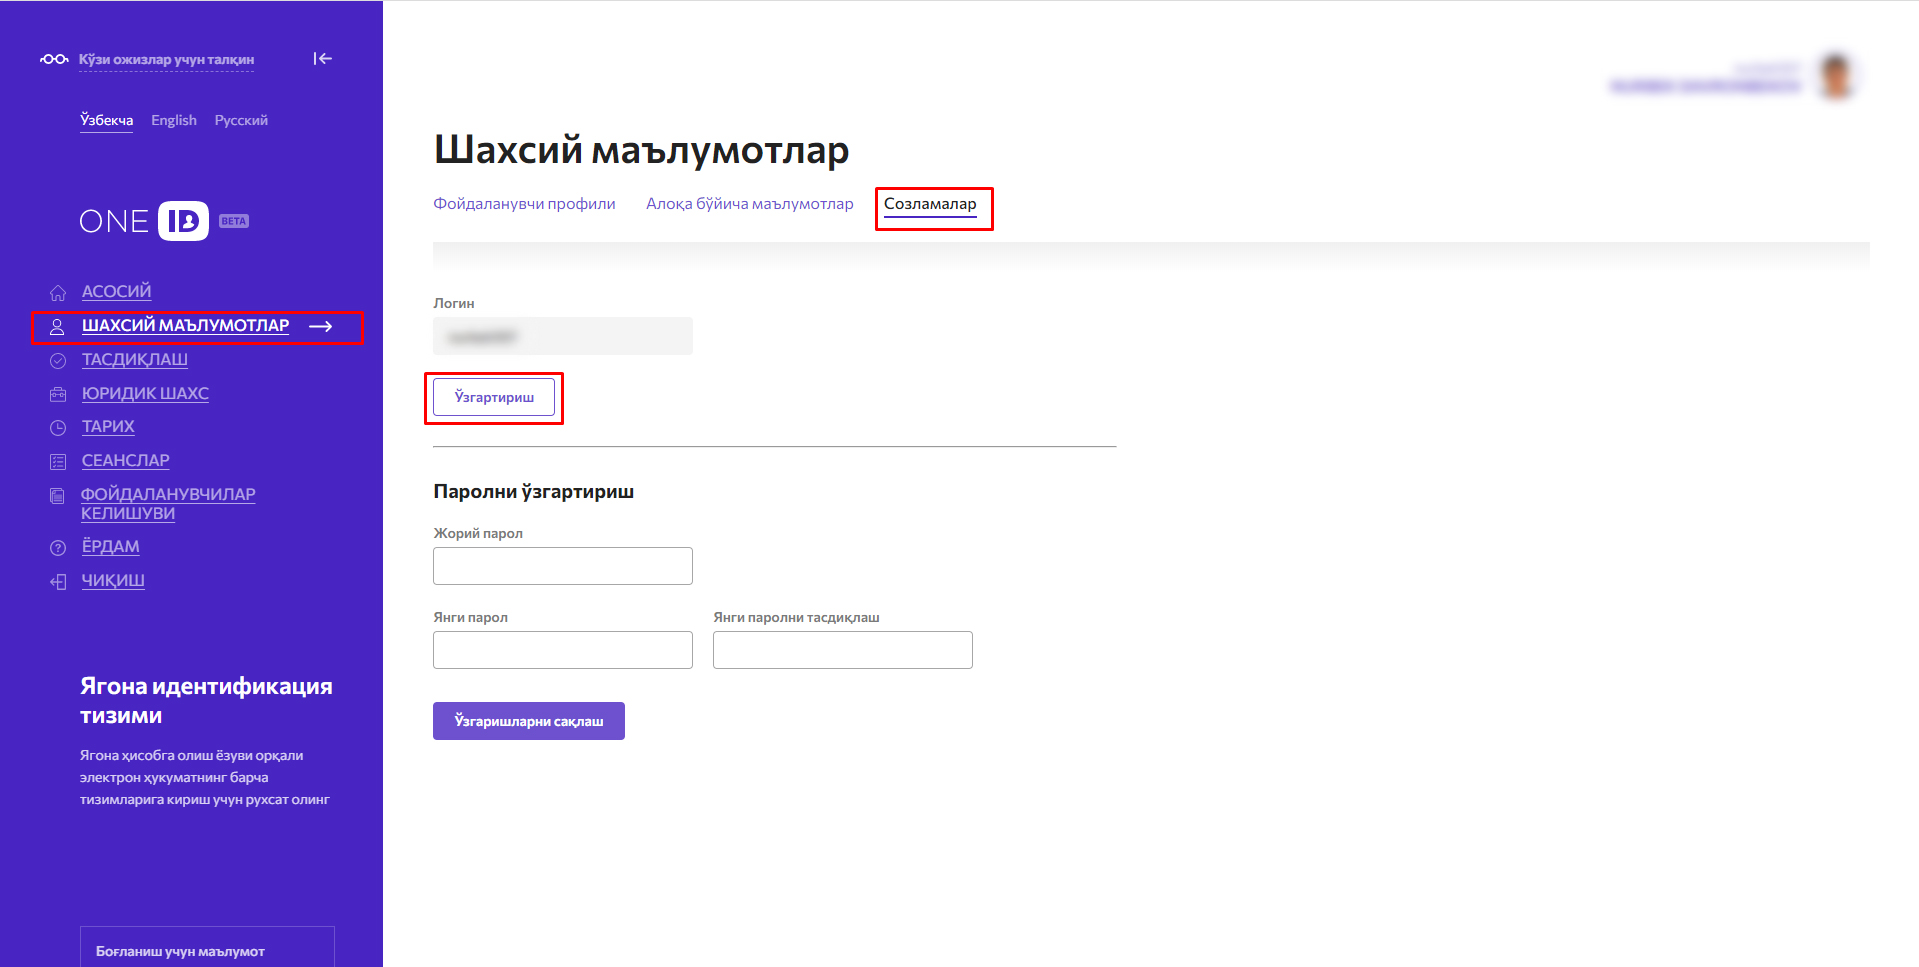 Кўзи ожизлар учун талқин
Ўзбекча English Русский
ONE ID BETA
АСОСИЙ
ШАХСИЙ МАЪЛУМОТЛАР
ТАСДИҚЛАШ
ЮРИДИК ШАХС
ТАРИХ
СЕАНСЛАР
ФОЙДАЛАНУВЧИЛАР
КЕЛИШУВИ
ЁРДАМ
ЧИҚИШ
Ягона идентификация
тизими
Ягона ҳисобга олиш ёзуви орқали
электрон ҳукуматнинг барча
тизимларига кириш учун рухсат олинг
Боғланиш учун маълумот
Шахсий маълумотлар
Фойдаланувчи профили Алоқа бўйича маълумотлар Созламалар
Логин
Ўзгартириш
Паролни ўзгартириш
Жорий парол
Янги парол Янги паролни тасдиқлаш
Ўзгаришларни сақлаш